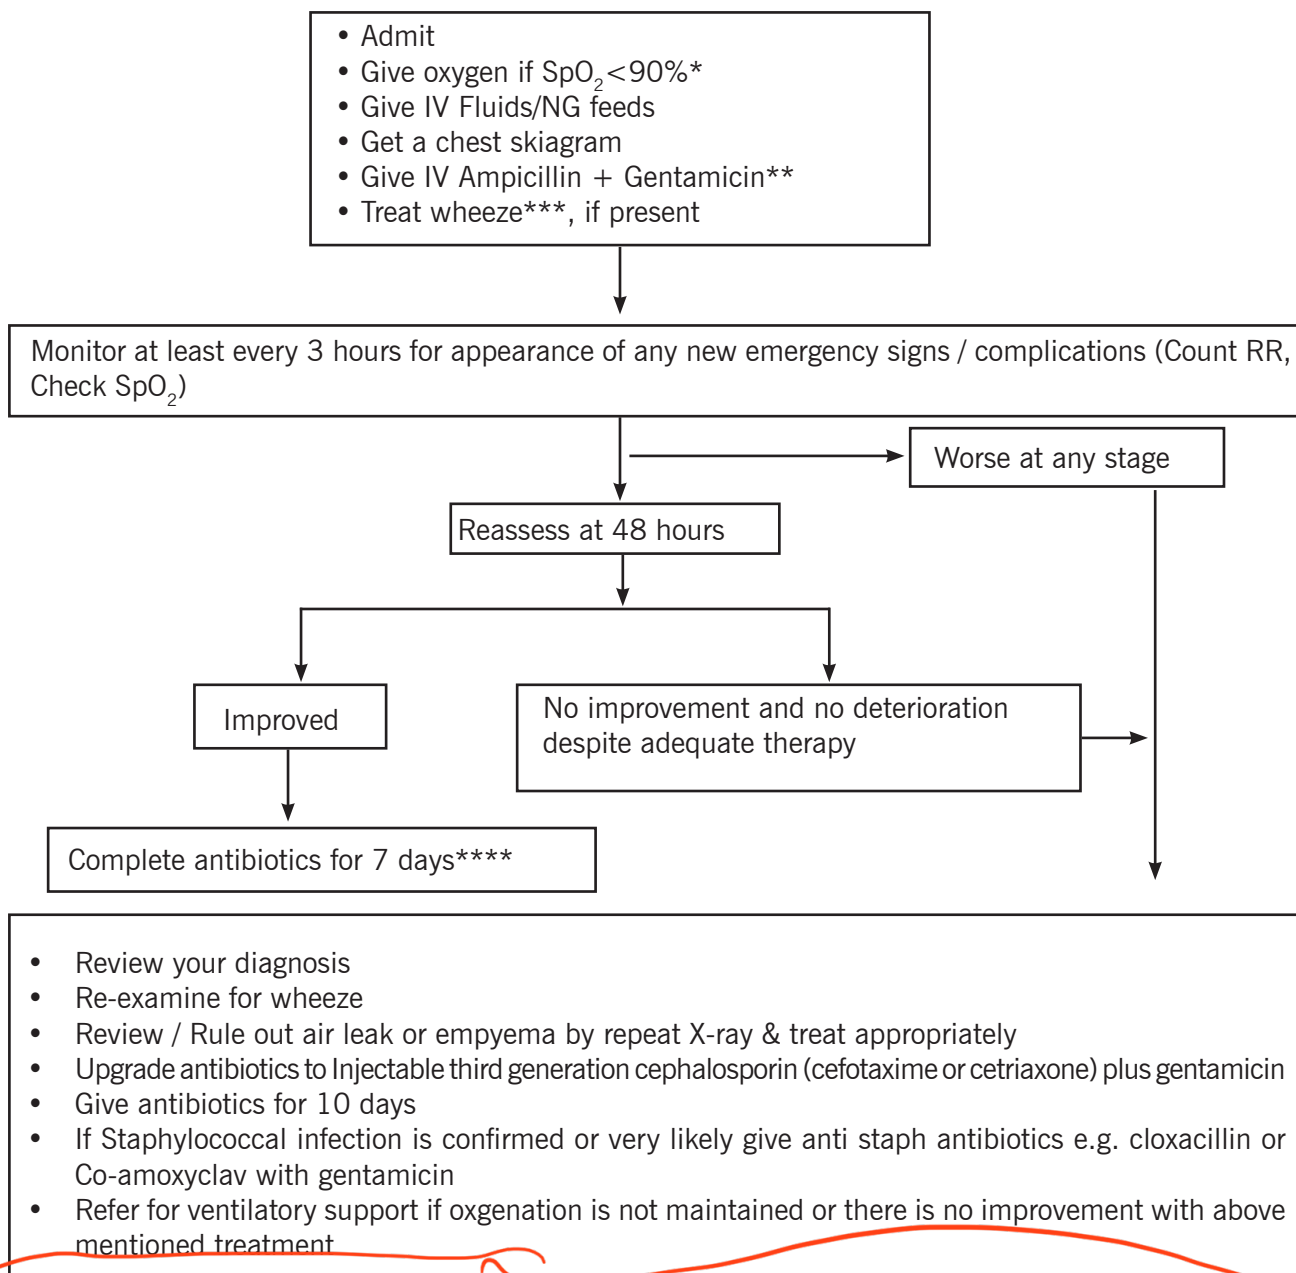 • Admit
• Give oxygen if SpO₂<90%*
• Give IV Fluids/NG feeds
• Get a chest skiagram
• Give IV Ampicillin + Gentamicin**
• Treat wheeze***, if present
Monitor at least every 3 hours for appearance of any new emergency signs / complications (Count RR,
Check SpO₂)
Worse at any stage
Reassess at 48 hours
Improved
No improvement and no deterioration
despite adequate therapy
Complete antibiotics for 7 days****
• Review your diagnosis
• Re-examine for wheeze
• Review / Rule out air leak or empyema by repeat X-ray & treat appropriately
• Upgrade antibiotics to Injectable third generation cephalosporin (cefotaxime or cetriaxone) plus gentamicin
• Give antibiotics for 10 days
• If Staphylococcal infection is confirmed or very likely give anti staph antibiotics e.g. cloxacillin or
Co-amoxyclav with gentamicin
• Refer for ventilatory support if oxgenation is not maintained or there is no improvement with above
mentioned treatment